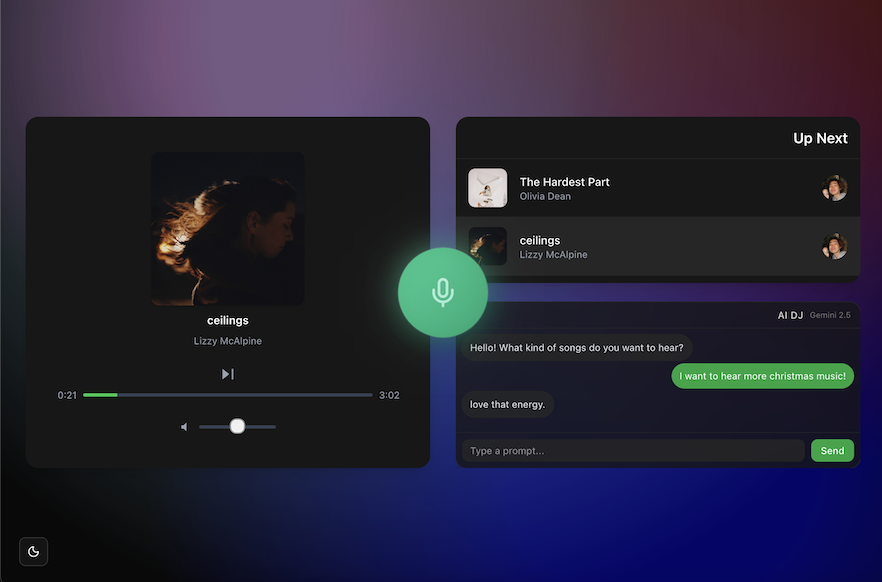 ceilings
Lizzy McAlpine
0:21
3:02
Up Next
The Hardest Part
Olivia Dean
ceilings
Lizzy McAlpine
AI DJ Gemini 2.5
Hello! What kind of songs do you want to hear?
I want to hear more christmas music!
love that energy.
Type a prompt...
Send